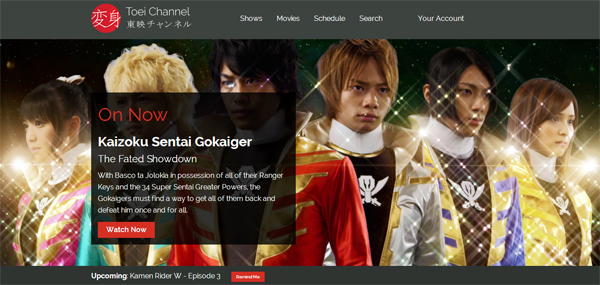 変身
Toei Channel
東映チャンネル
Shows Movies Schedule Search Your Account
On Now
Kaizoku Sentai Gokaiger
The Fated Showdown
With Basco ta Jolokia in possession of all of their Ranger
Keys and the 34 Super Sentai Greater Powers, the
Gokaigers must find a way to get all of them back and
defeat him once and for all.
Watch Now
Upcoming: Kamen Rider W - Episode 3 Remind Me